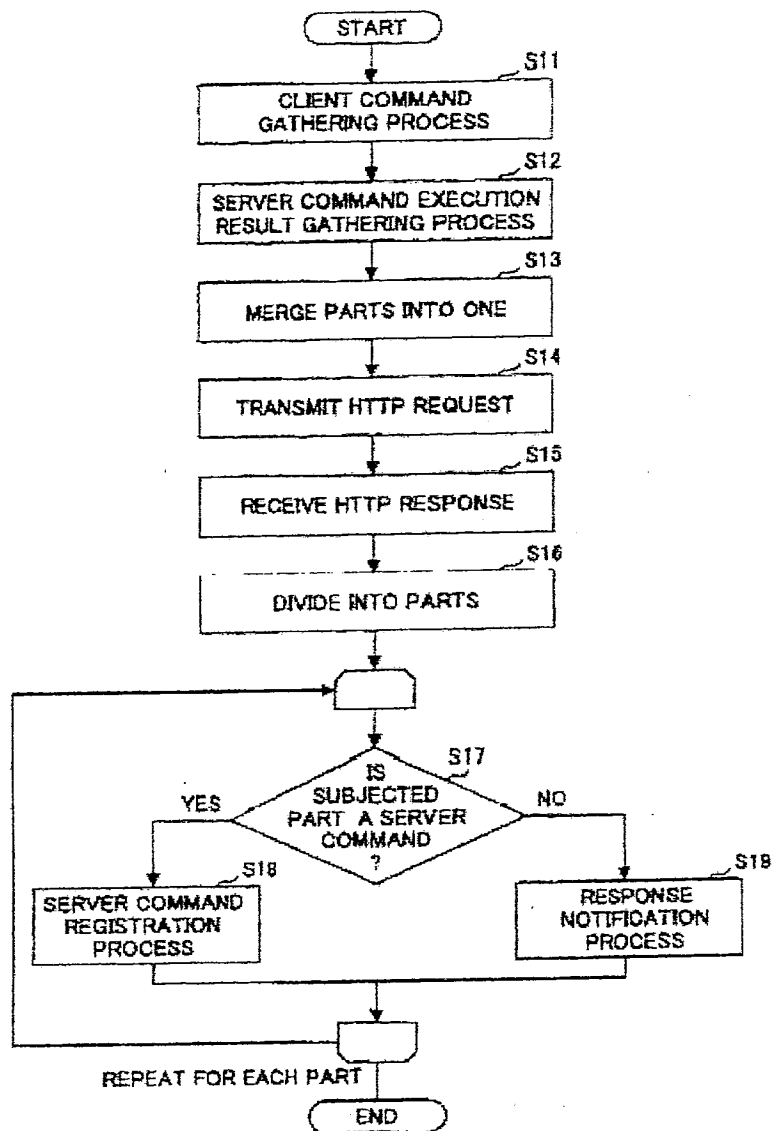 START
S11
CLIENT COMMAND
GATHERING PROCESS
S12
SERVER COMMAND EXECUTION
RESULT GATHERING PROCESS
S13
MERGE PARTS INTO ONE
S14
TRANSMIT HTTP REQUEST
S15
RECEIVE HTTP RESPONSE
S16
DIVIDE INTO PARTS
S17
IS
SUBJECTED
PART A SERVER
COMMAND
?
YES
NO
S18
SERVER COMMAND
REGISTRATION
PROCESS
S19
RESPONSE
NOTIFICATION
PROCESS
REPEAT FOR EACH PART
END